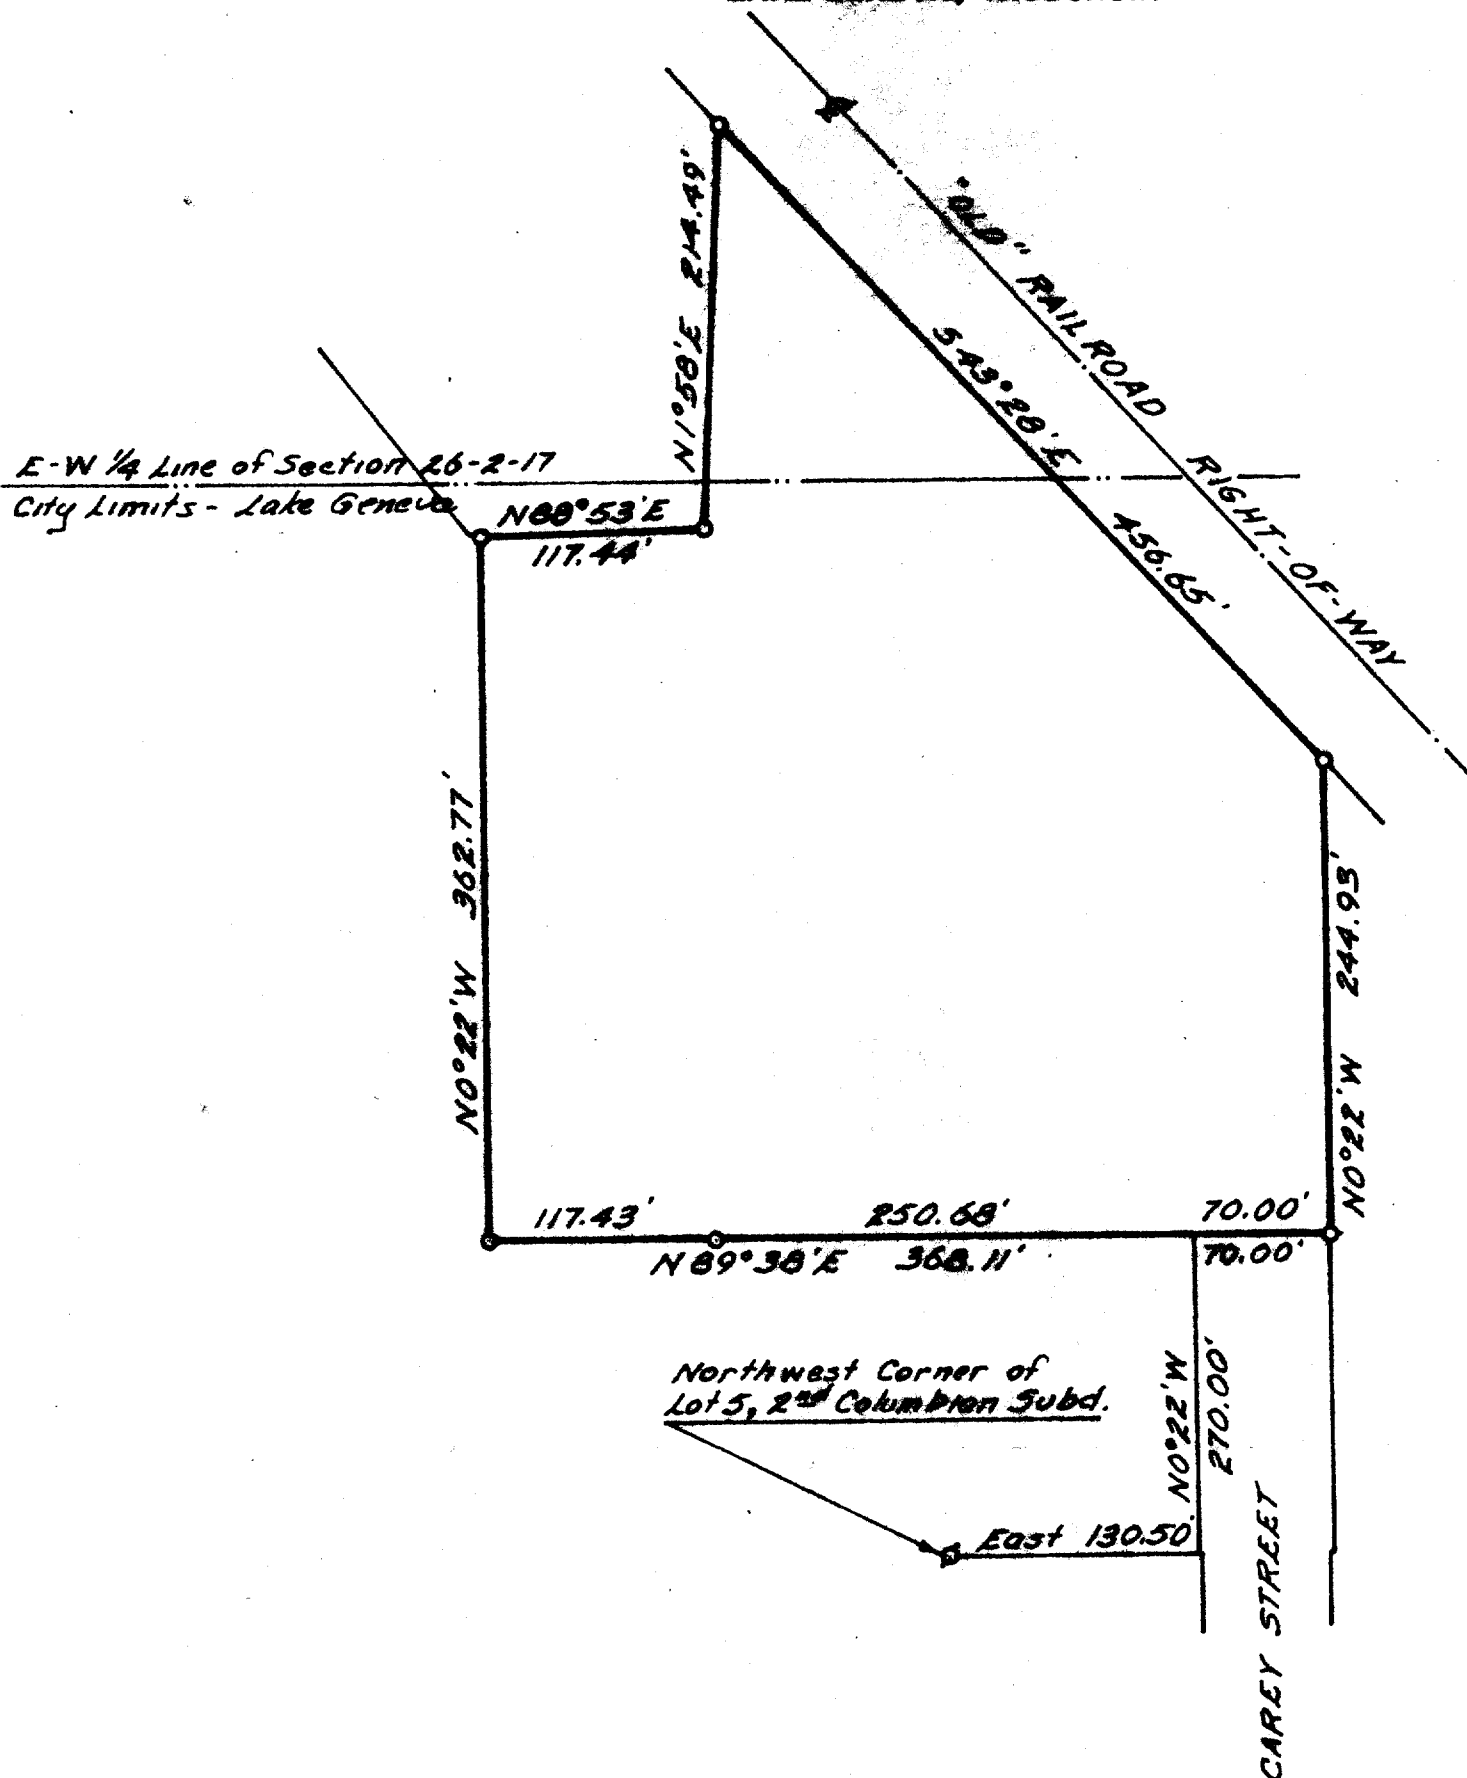 "OLD" RAILROAD RIGHT-OF-WAY
N1°58'E 214.49'
S43°28'E 456.65'
E-W 1/4 Line of Section 26-2-17
City Limits - Lake Geneva
N88°53'E
117.44'
N0°22'W 362.77'
N0°22'W 244.93'
117.43' 250.68' 70.00'
N89°38'E 368.11' 70.00'
Northwest Corner of
Lot 5, 2nd Columbian Subd.
N0°22'W
270.00'
East 130.50'
CAREY STREET